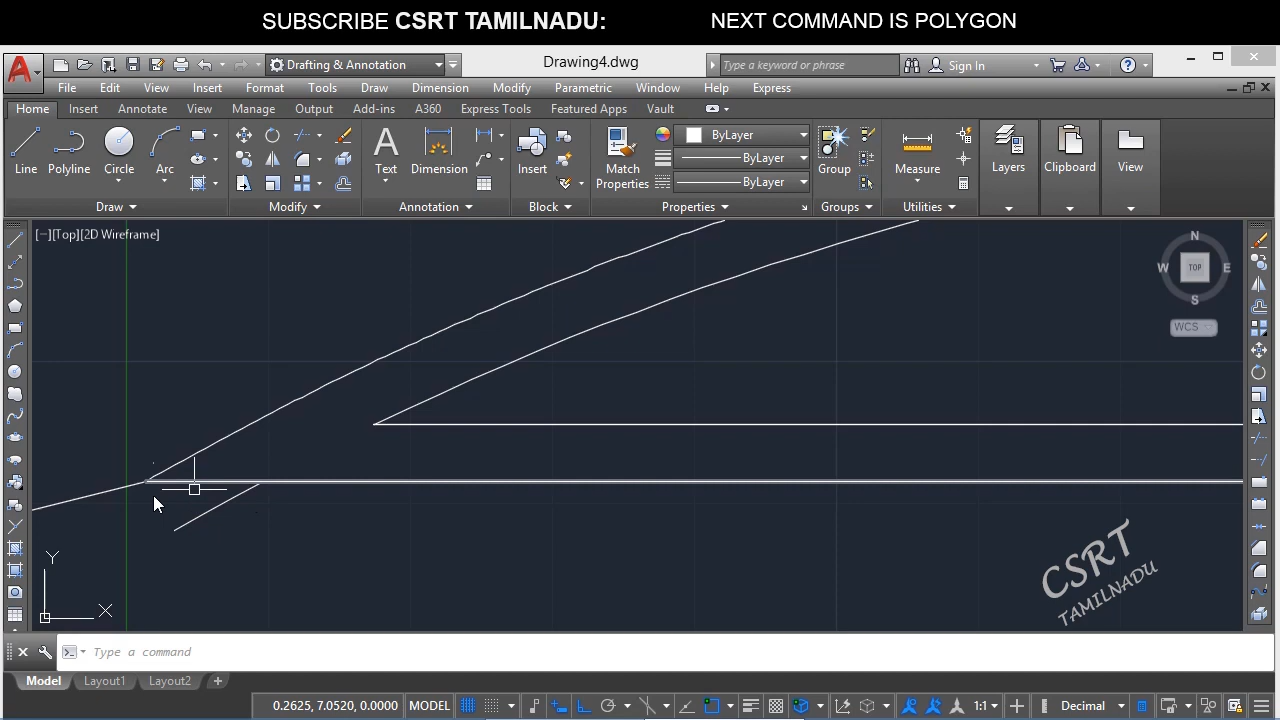 SUBSCRIBE CSRT TAMILNADU: NEXT COMMAND IS POLYGON
Drafting & Annotation Drawing4.dwg Type a keyword or phrase Sign In
File Edit View Insert Format Tools Draw Dimension Modify Parametric Window Help Express
Home Insert Annotate View Manage Output Add-ins A360 Express Tools Featured Apps Vault
Line Polyline Circle Arc Text Dimension Insert Match Properties ByLayer ByLayer ByLayer Group Measure Layers Clipboard View
Draw Modify Annotation Block Properties Groups Utilities
[−][Top][2D Wireframe]
N
W TOP E
S
WCS
CSRT
TAMILNADU
Y
X
Type a command
Model Layout1 Layout2 +
0.2625, 7.0520, 0.0000 MODEL 1:1 Decimal